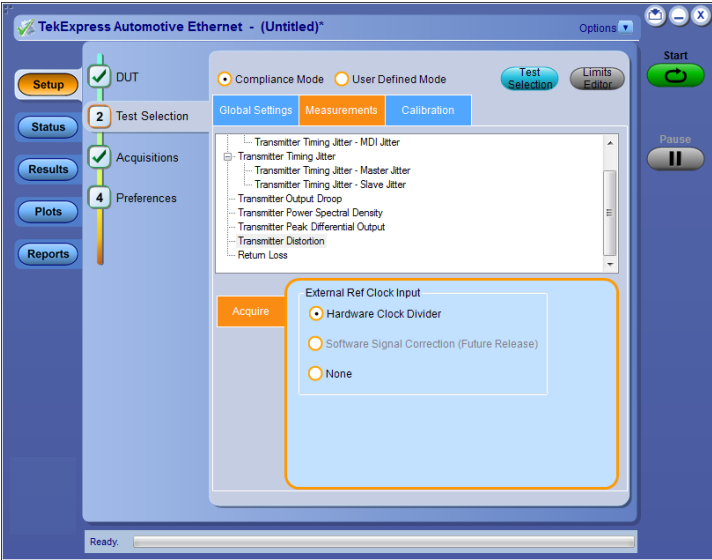 TekExpress Automotive Ethernet - (Untitled)*
Options
Start
Pause
Setup
Status
Results
Plots
Reports
DUT
2 Test Selection
Acquisitions
4 Preferences
Compliance Mode
User Defined Mode
Test Selection
Limits Editor
Global Settings
Measurements
Calibration
Transmitter Timing Jitter - MDI Jitter
Transmitter Timing Jitter
Transmitter Timing Jitter - Master Jitter
Transmitter Timing Jitter - Slave Jitter
Transmitter Output Droop
Transmitter Power Spectral Density
Transmitter Peak Differential Output
Transmitter Distortion
Return Loss
Acquire
External Ref Clock Input
Hardware Clock Divider
Software Signal Correction (Future Release)
None
Ready.